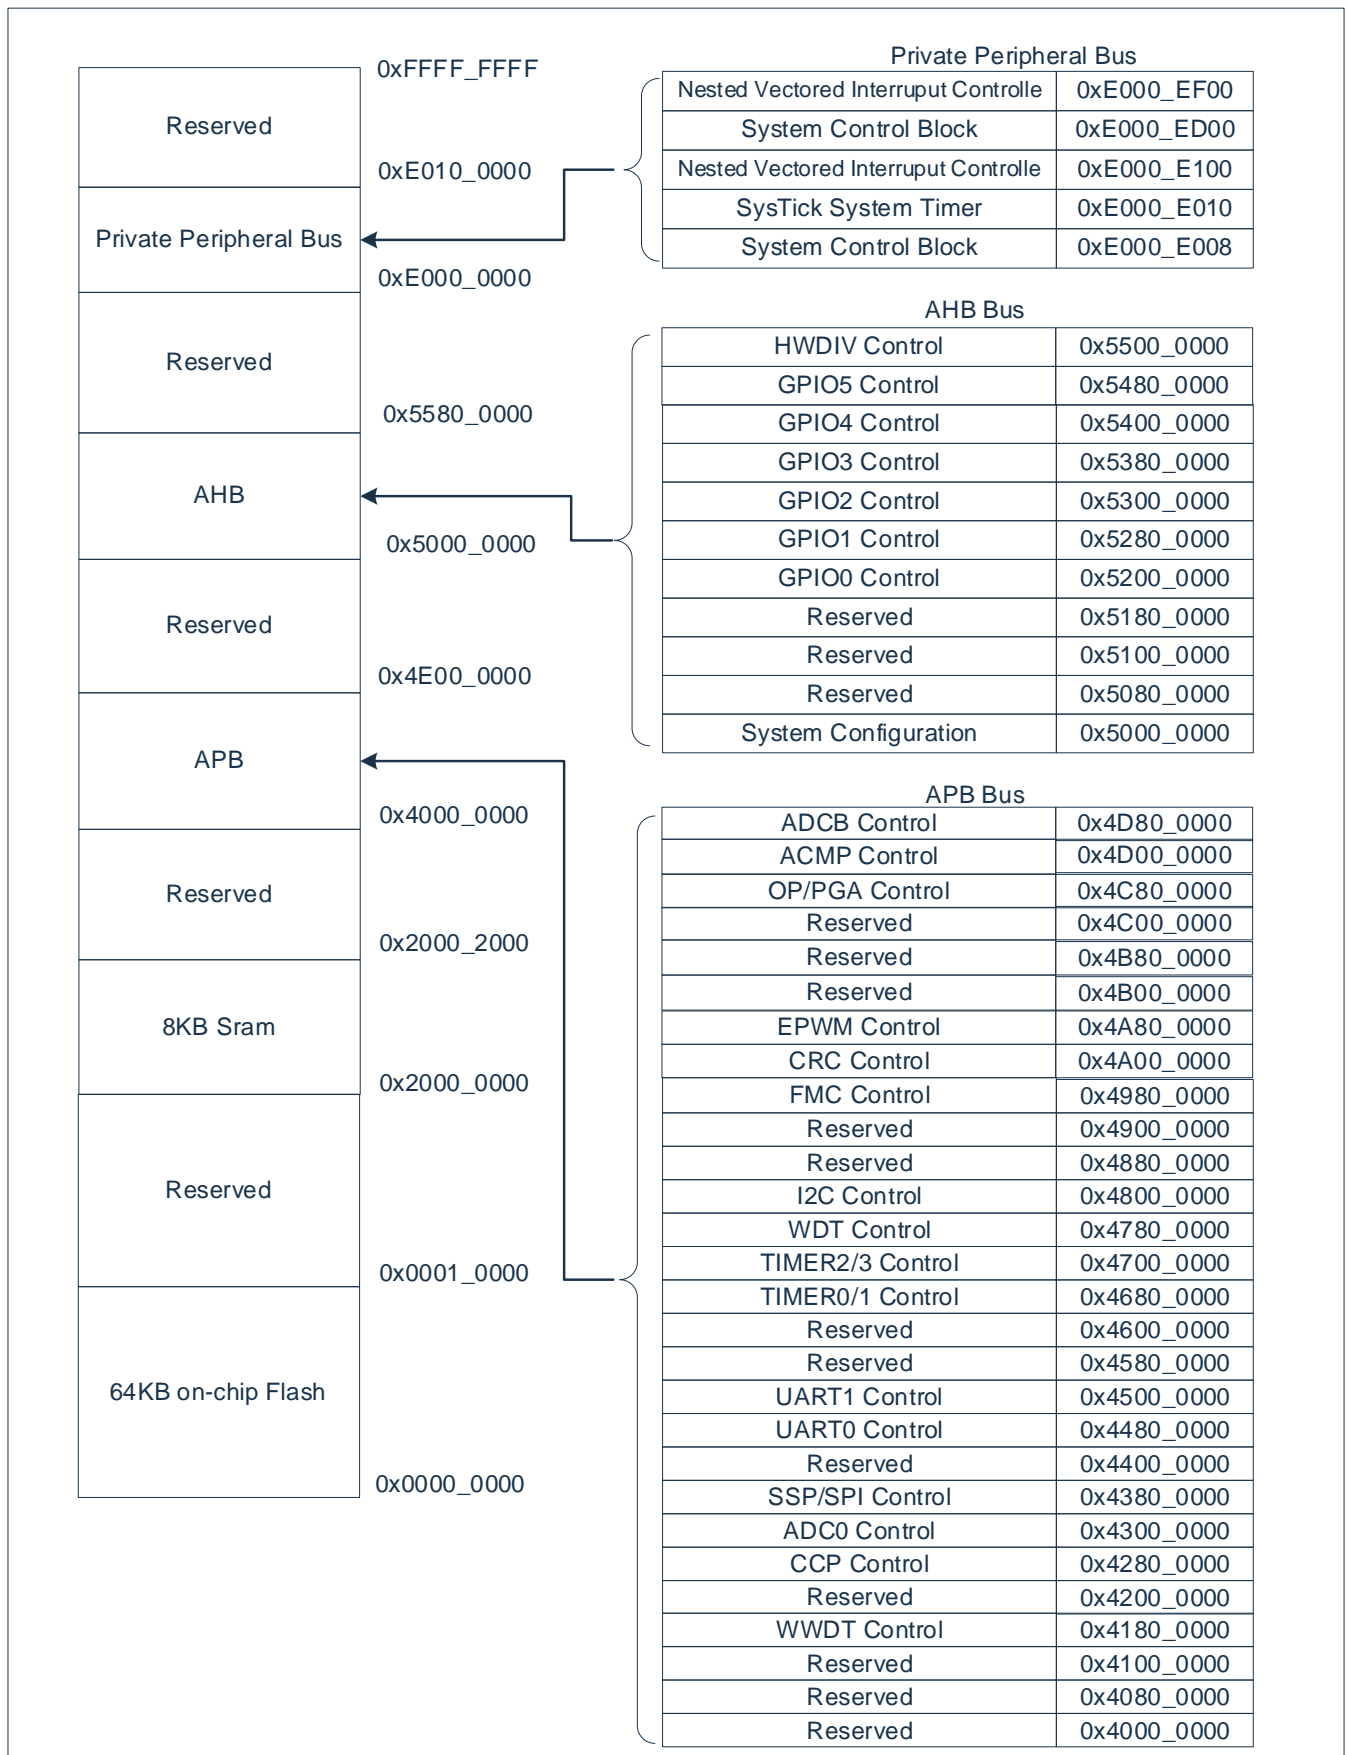 0xFFFF_FFFF
Reserved
0xE010_0000
Private Peripheral Bus
0xE000_0000
Reserved
0x5580_0000
AHB
0x5000_0000
Reserved
0x4E00_0000
APB
0x4000_0000
Reserved
0x2000_2000
8KB Sram
0x2000_0000
Reserved
0x0001_0000
64KB on-chip Flash
0x0000_0000
Private Peripheral Bus
Nested Vectored Interruput Controlle 0xE000_EF00
System Control Block 0xE000_ED00
Nested Vectored Interruput Controlle 0xE000_E100
SysTick System Timer 0xE000_E010
System Control Block 0xE000_E008
AHB Bus
HWDIV Control 0x5500_0000
GPIO5 Control 0x5480_0000
GPIO4 Control 0x5400_0000
GPIO3 Control 0x5380_0000
GPIO2 Control 0x5300_0000
GPIO1 Control 0x5280_0000
GPIO0 Control 0x5200_0000
Reserved 0x5180_0000
Reserved 0x5100_0000
Reserved 0x5080_0000
System Configuration 0x5000_0000
APB Bus
ADCB Control 0x4D80_0000
ACMP Control 0x4D00_0000
OP/PGA Control 0x4C80_0000
Reserved 0x4C00_0000
Reserved 0x4B80_0000
Reserved 0x4B00_0000
EPWM Control 0x4A80_0000
CRC Control 0x4A00_0000
FMC Control 0x4980_0000
Reserved 0x4900_0000
Reserved 0x4880_0000
I2C Control 0x4800_0000
WDT Control 0x4780_0000
TIMER2/3 Control 0x4700_0000
TIMER0/1 Control 0x4680_0000
Reserved 0x4600_0000
Reserved 0x4580_0000
UART1 Control 0x4500_0000
UART0 Control 0x4480_0000
Reserved 0x4400_0000
SSP/SPI Control 0x4380_0000
ADC0 Control 0x4300_0000
CCP Control 0x4280_0000
Reserved 0x4200_0000
WWDT Control 0x4180_0000
Reserved 0x4100_0000
Reserved 0x4080_0000
Reserved 0x4000_0000